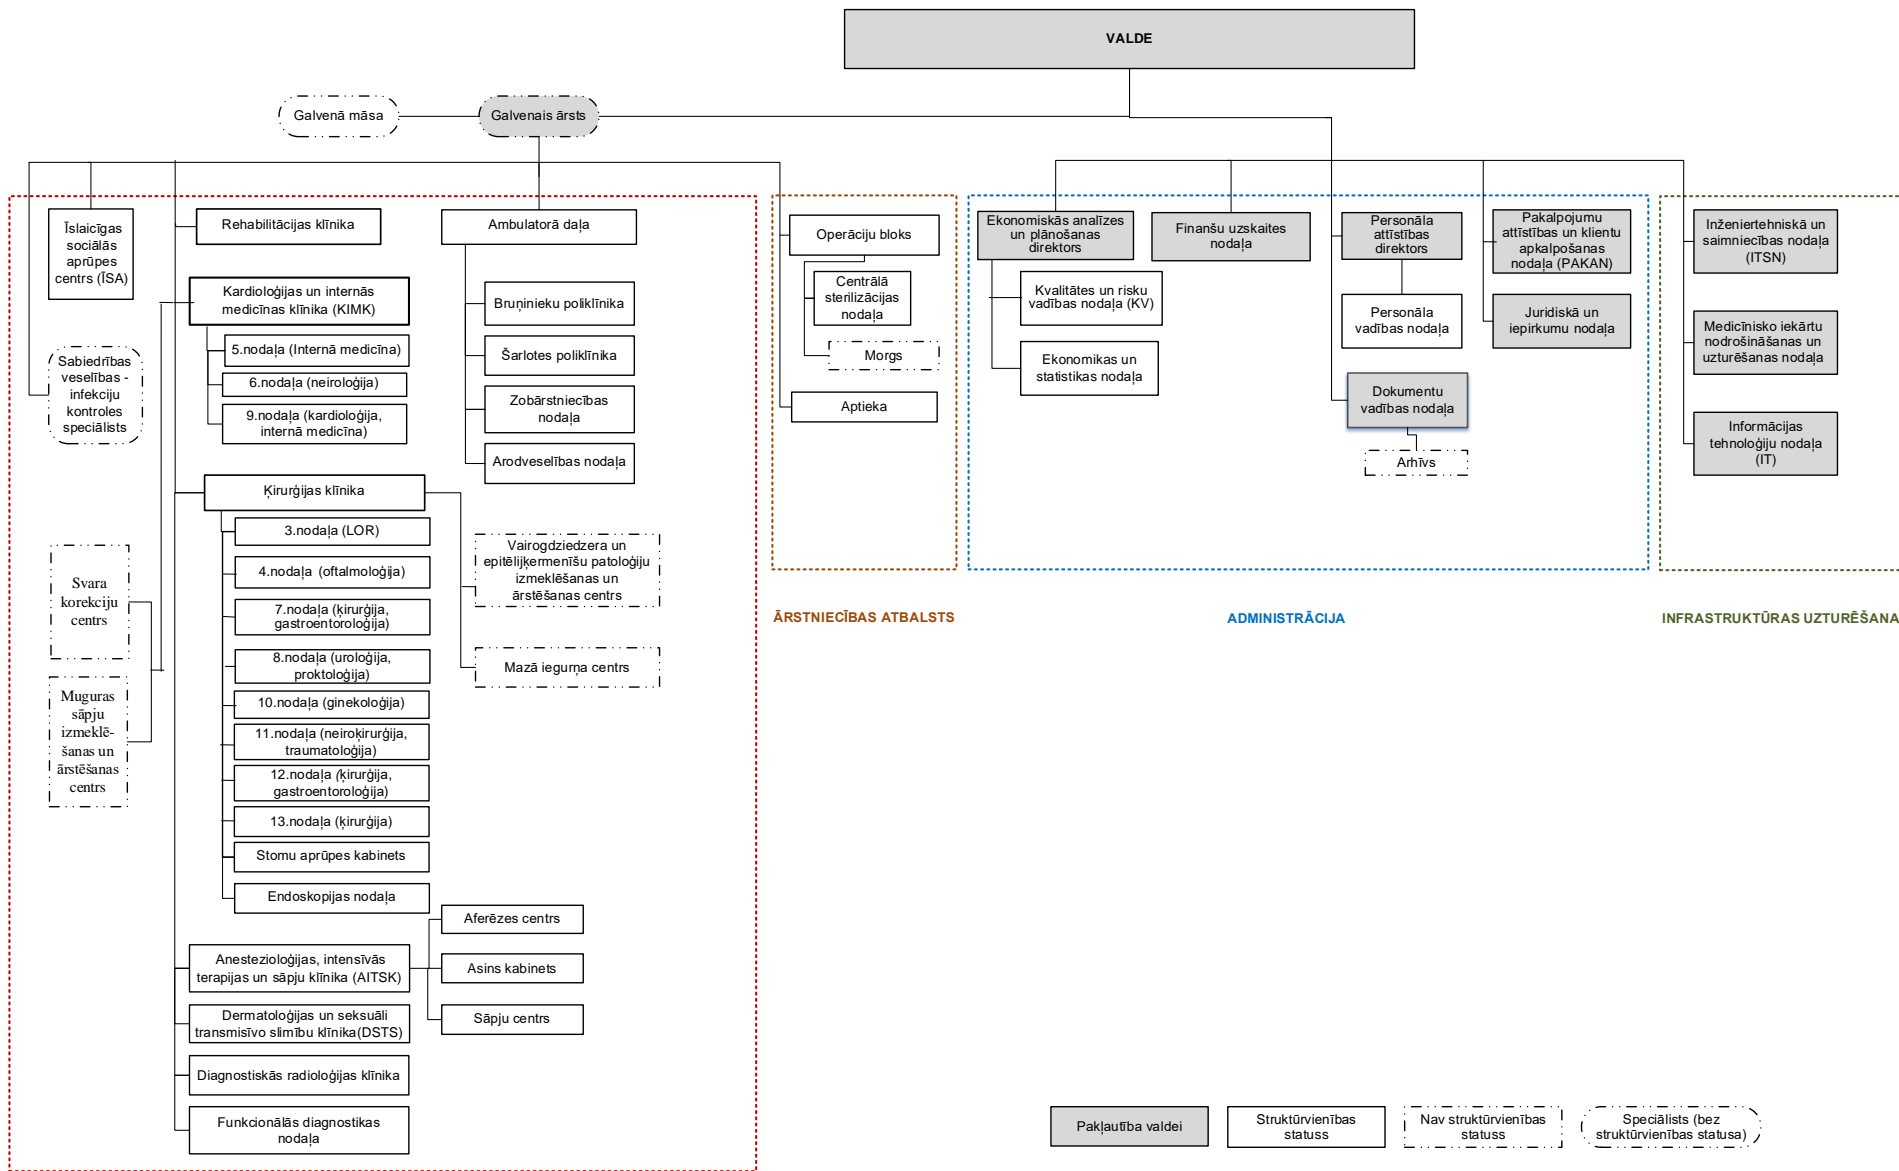 VALDE
Galvenā māsa
Galvenais ārsts
Īslaicīgas
sociālās
aprūpes
centrs (ĪSA)
Sabiedrības
veselības -
infekciju
kontroles
speciālists
Svara
korekciju
centrs
Muguras
sāpju
izmeklē-
šanas un
ārstēšanas
centrs
Rehabilitācijas klīnika
Kardioloģijas un internās
medicīnas klīnika (KIMK)
5.nodaļa (Internā medicīna)
6.nodaļa (neiroloģija)
9.nodaļa (kardioloģija,
internā medicīna)
Ķirurģijas klīnika
3.nodaļa (LOR)
4.nodaļa (oftalmoloģija)
7.nodaļa (ķirurģija,
gastroentoroloģija)
8.nodaļa (uroloģija,
proktoloģija)
10.nodaļa (ginekoloģija)
11.nodaļa (neiroķirurģija,
traumatoloģija)
12.nodaļa (ķirurģija,
gastroentoroloģija)
13.nodaļa (ķirurģija)
Stomu aprūpes kabinets
Endoskopijas nodaļa
Anestezioloģijas, intensīvās
terapijas un sāpju klīnika (AITSK)
Dermatoloģijas un seksuāli
transmisīvo slimību klīnika(DSTS)
Diagnostiskās radioloģijas klīnika
Funkcionālās diagnostikas
nodaļa
Ambulatorā daļa
Bruņinieku poliklīnika
Šarlotes poliklīnika
Zobārstniecības
nodaļa
Arodveselības nodaļa
Vairogdziedzera un
epitēlijķermenīšu patoloģiju
izmeklēšanas un
ārstēšanas centrs
Mazā iegurņa centrs
Aferēzes centrs
Asins kabinets
Sāpju centrs
Operāciju bloks
Centrālā
sterilizācijas
nodaļa
Morgs
Aptieka
ĀRSTNIECĪBAS ATBALSTS
Ekonomiskās analīzes
un plānošanas
direktors
Kvalitātes un risku
vadības nodaļa (KV)
Ekonomikas un
statistikas nodaļa
Finanšu uzskaites
nodaļa
Personāla
attīstības
direktors
Personāla
vadības nodaļa
Dokumentu
vadības nodaļa
Arhīvs
Pakalpojumu
attīstības un klientu
apkalpošanas
nodaļa (PAKAN)
Juridiskā un
iepirkumu nodaļa
ADMINISTRĀCIJA
Inženiertehniskā un
saimniecības nodaļa
(ITSN)
Medicīnisko iekārtu
nodrošināšanas un
uzturēšanas nodaļa
Informācijas
tehnoloģiju nodaļa
(IT)
INFRASTRUKTŪRAS UZTURĒŠANA
Pakļautība valdei
Struktūrvienības
statuss
Nav struktūrvienības
statuss
Speciālists (bez
struktūrvienības statusa)